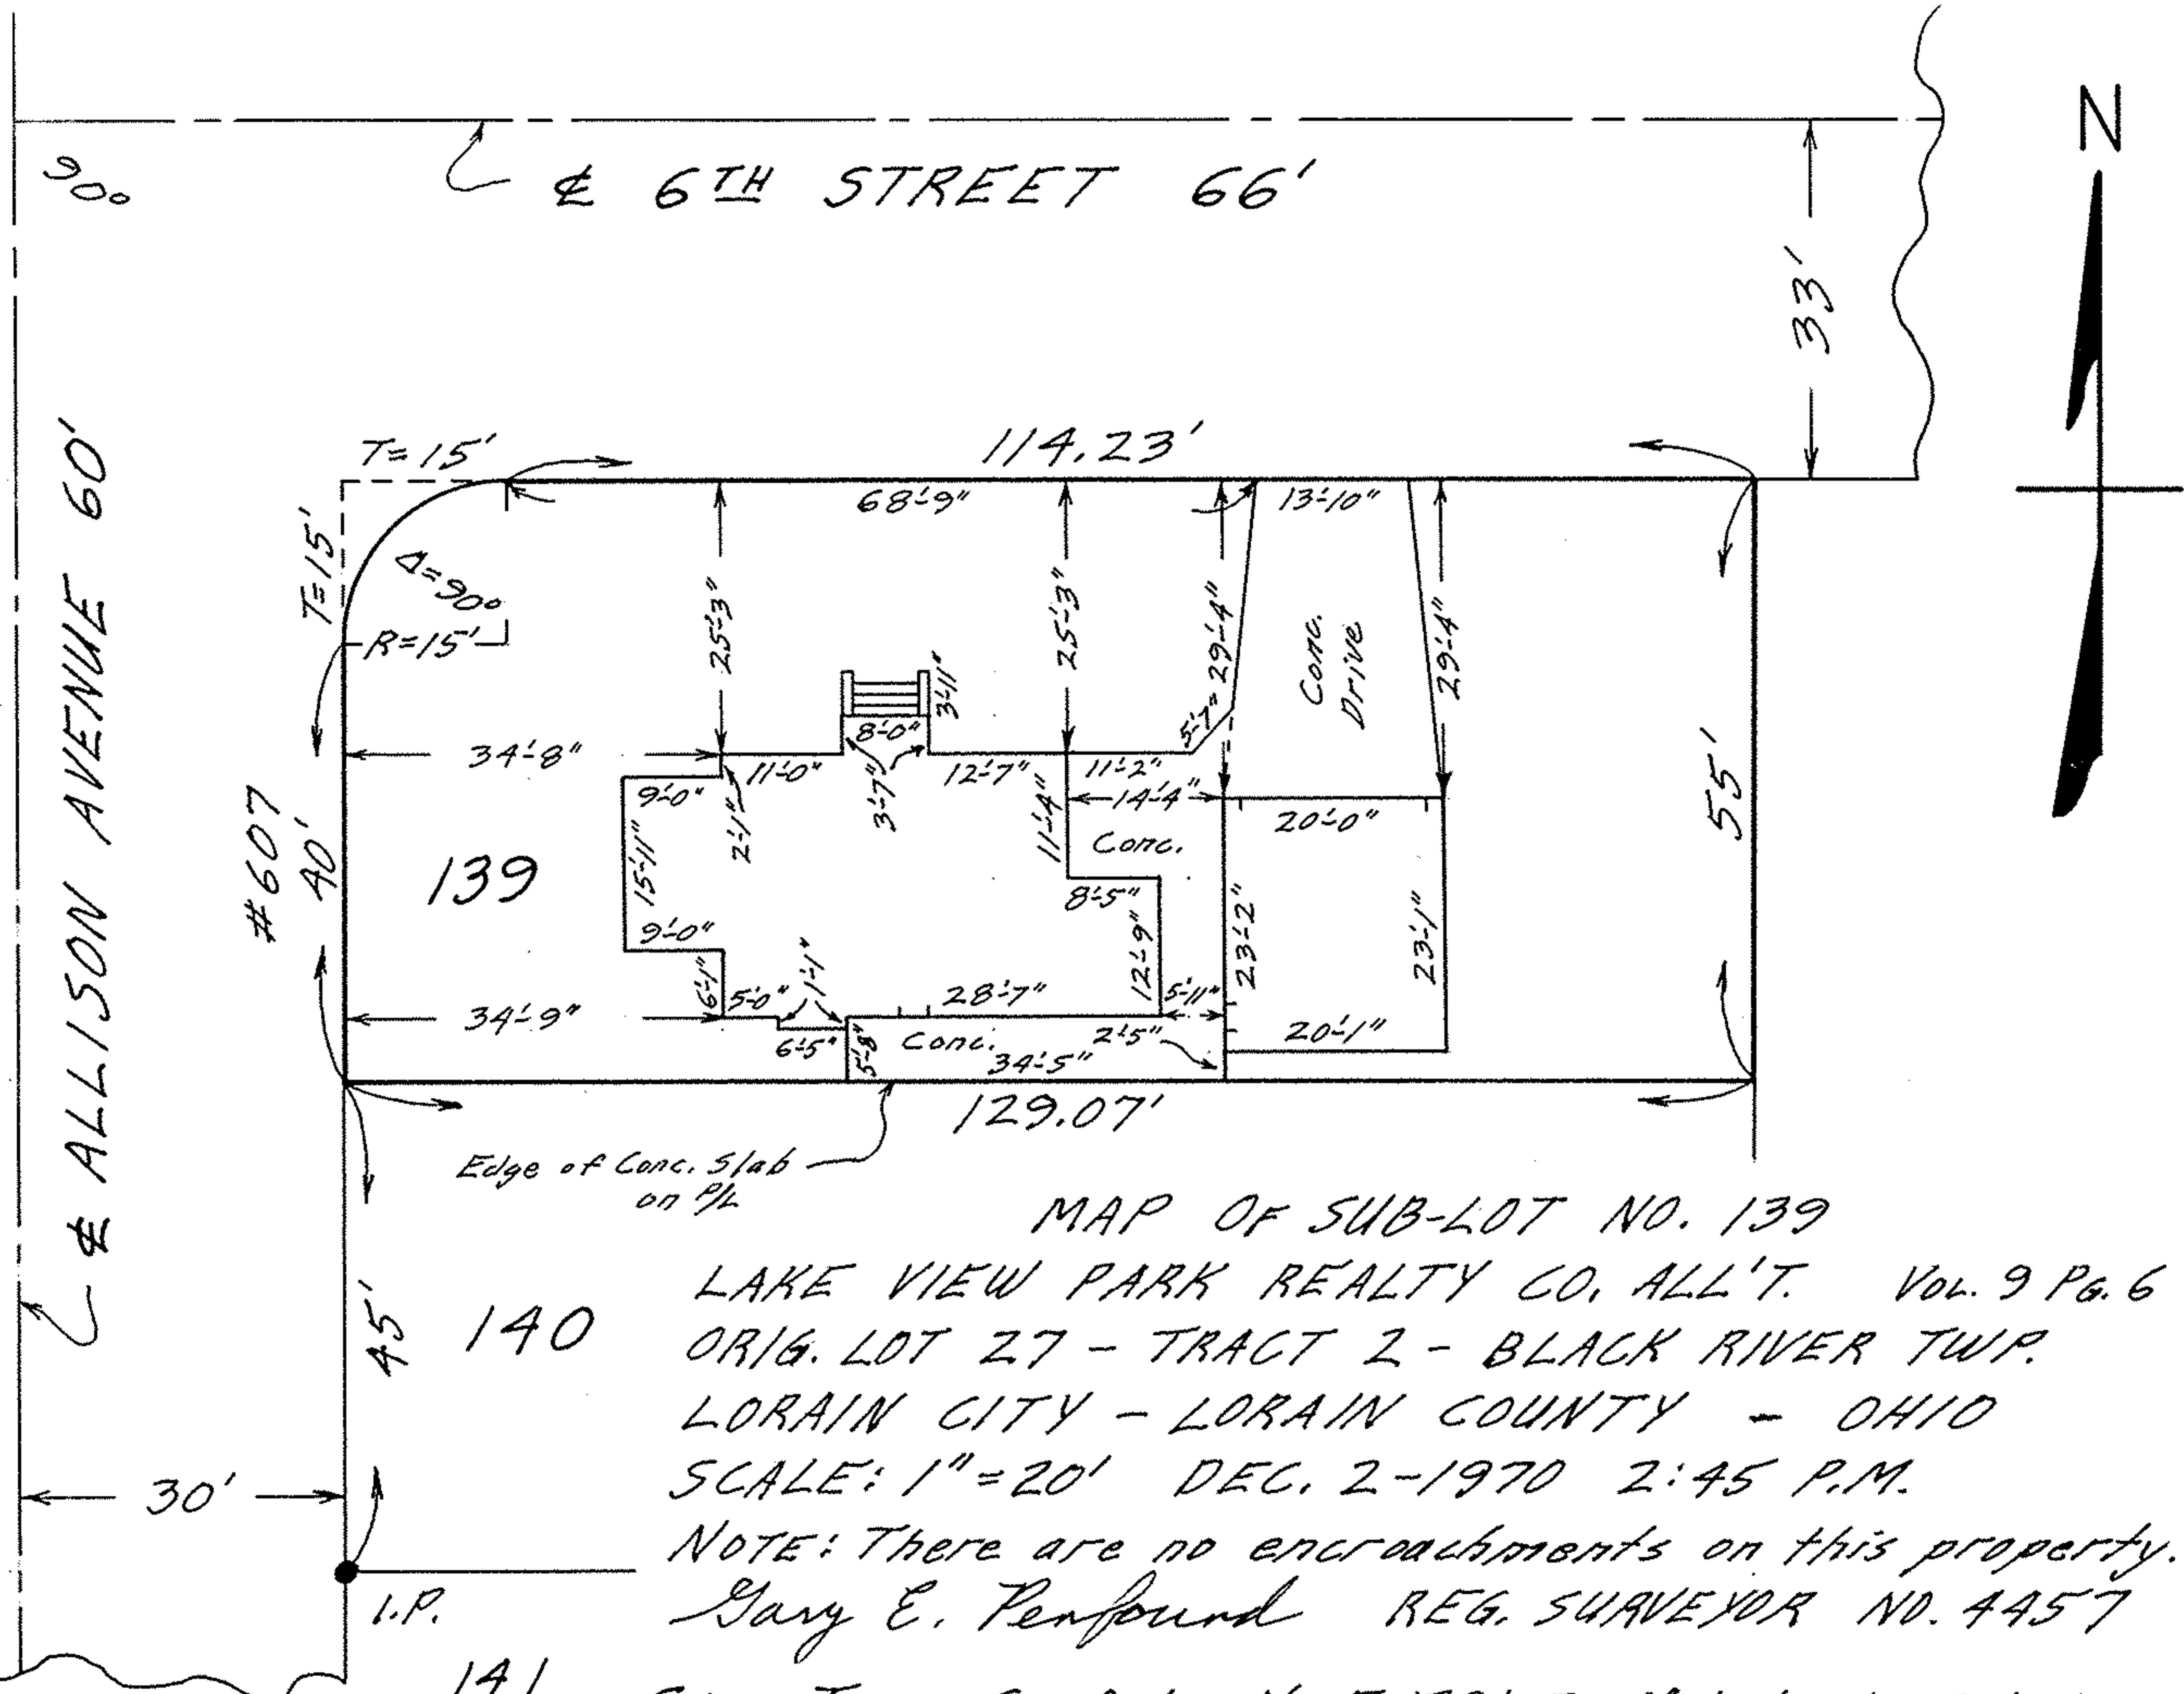 90°
℄ 6TH STREET 66'
N
33'
℄ ALLISON AVENUE 60'
T=15'
114.23'
T=15'
Δ=90°
R=15'
68'-9"
13'-10"
25'-3"
25'-3"
29'-4"
Conc.
Drive
29'-4"
5'-7"
3'-11"
8'-0"
34'-8"
11'-0"
3'-7"
12'-7"
11'-2"
9'-0"
2'-1"
11'-4"
14'-4"
20'-0"
55'
#607
40'
139
15'-11"
Conc.
8'-5"
9'-0"
12'-9"
23'-2"
23'-1"
6'-1"
5'-0"
1'-1"
28'-7"
5'-11"
34'-9"
6'-5"
5'-8"
Conc.
34'-5"
2'-5"
20'-1"
129.07'
Edge of Conc. Slab
on P/L
MAP OF SUB-LOT NO. 139
LAKE VIEW PARK REALTY CO. ALL'T. VOL. 9 PG. 6
45'
140
ORIG. LOT 27 - TRACT 2 - BLACK RIVER TWP.
LORAIN CITY - LORAIN COUNTY - OHIO
SCALE: 1"=20' DEC. 2-1970 2:45 P.M.
30'
NOTE: There are no encroachments on this property.
I.P.
Gary E. Penfound REG. SURVEYOR NO. 4457
141